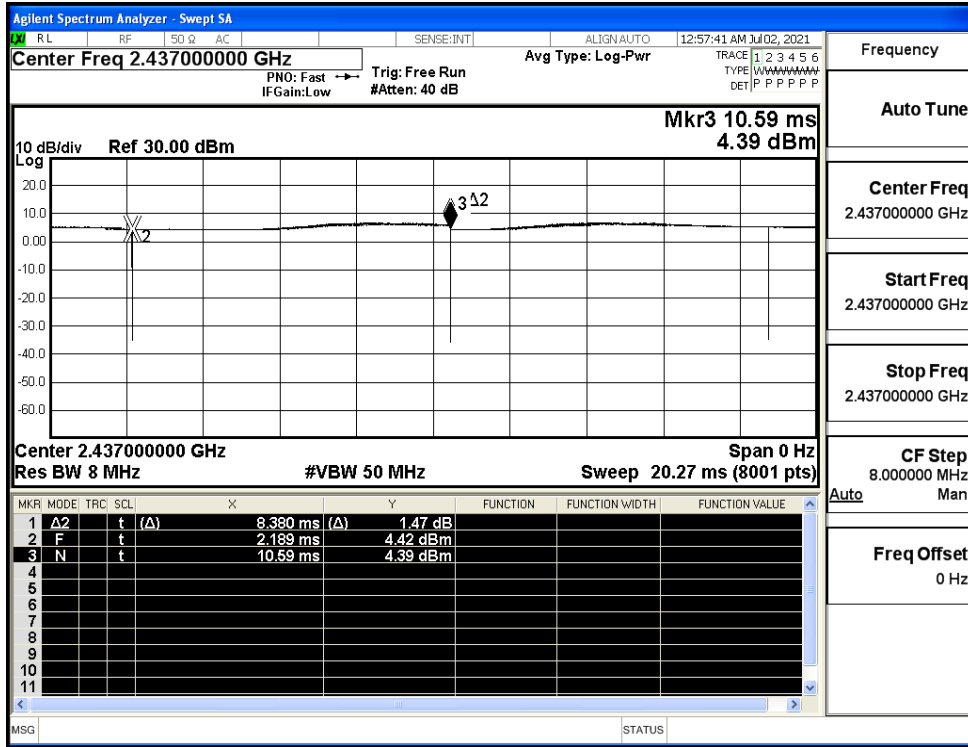 Agilent Spectrum Analyzer - Swept SA
LXI RL RF 50 Ω AC SENSE:INT ALIGN AUTO 12:57:41 AM Jul 02, 2021
Center Freq 2.437000000 GHz
PNO: Fast
IFGain:Low
Trig: Free Run
#Atten: 40 dB
Avg Type: Log-Pwr
TRACE 1 2 3 4 5 6
TYPE WWWWWW
DET P P P P P P
Mkr3 10.59 ms
4.39 dBm
10 dB/div Ref 30.00 dBm
Log
20.0
10.0
0.00
-10.0
-20.0
-30.0
-40.0
-50.0
-60.0
2
3 Δ2
Center 2.437000000 GHz Span 0 Hz
Res BW 8 MHz #VBW 50 MHz Sweep 20.27 ms (8001 pts)
MKR MODE TRC SCL X Y FUNCTION FUNCTION WIDTH FUNCTION VALUE
1 Δ2 t (Δ) 8.380 ms (Δ) 1.47 dB
2 F t 2.189 ms 4.42 dBm
3 N t 10.59 ms 4.39 dBm
4
5
6
7
8
9
10
11
MSG STATUS
Frequency
Auto Tune
Center Freq
2.437000000 GHz
Start Freq
2.437000000 GHz
Stop Freq
2.437000000 GHz
CF Step
8.000000 MHz
Auto Man
Freq Offset
0 Hz